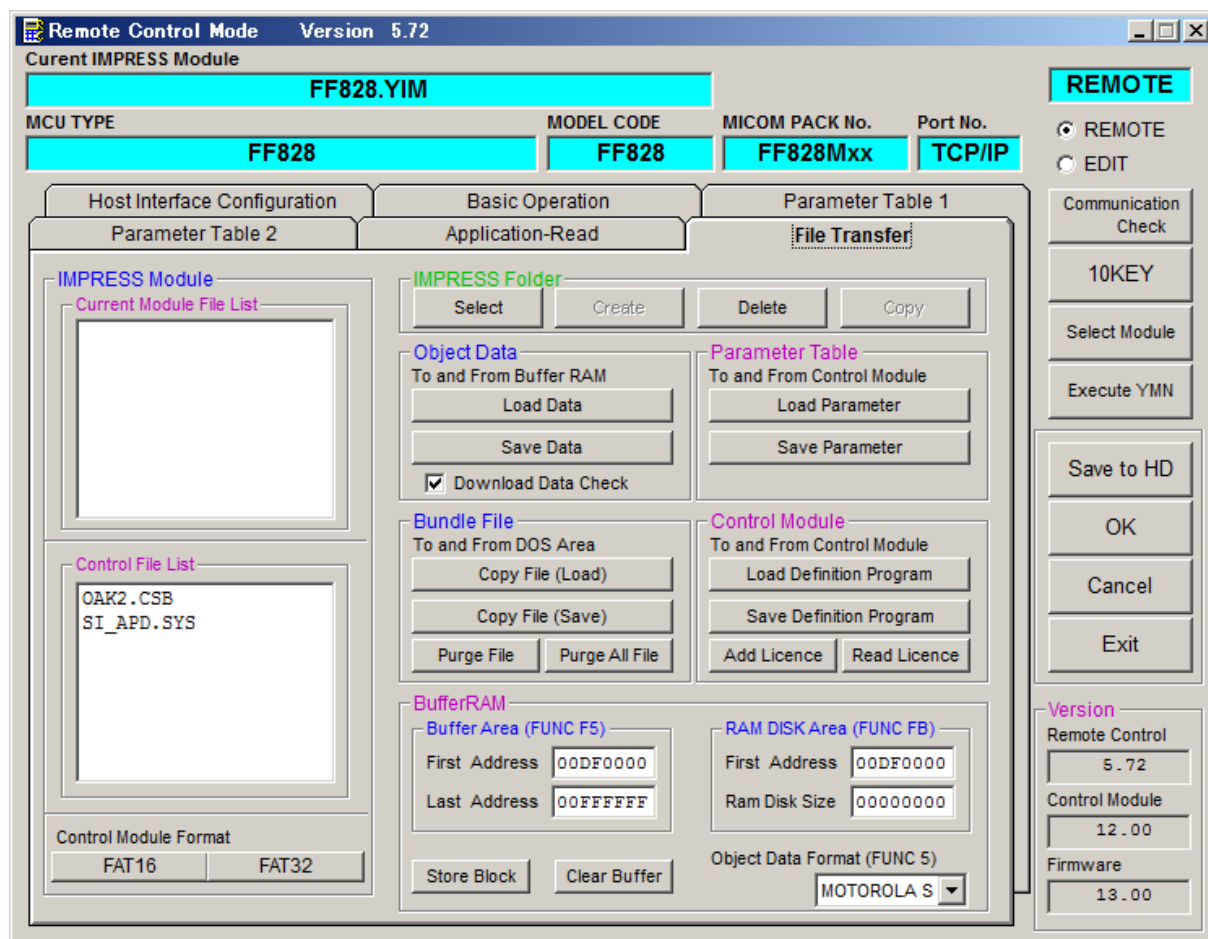 Remote Control Mode Version 5.72
Curent IMPRESS Module
FF828.YIM
MCU TYPE
MODEL CODE
MICOM PACK No.
Port No.
FF828
FF828
FF828Mxx
TCP/IP
REMOTE
REMOTE
EDIT
Host Interface Configuration
Basic Operation
Parameter Table 1
Parameter Table 2
Application-Read
File Transfer
IMPRESS Module
Current Module File List
Control File List
OAK2.CSB
SI_APD.SYS
Control Module Format
FAT16
FAT32
IMPRESS Folder
Select
Create
Delete
Copy
Object Data
To and From Buffer RAM
Load Data
Save Data
Download Data Check
Parameter Table
To and From Control Module
Load Parameter
Save Parameter
Bundle File
To and From DOS Area
Copy File (Load)
Copy File (Save)
Purge File
Purge All File
Control Module
To and From Control Module
Load Definition Program
Save Definition Program
Add Licence
Read Licence
BufferRAM
Buffer Area (FUNC F5)
First Address 00DF0000
Last Address 00FFFFFF
RAM DISK Area (FUNC FB)
First Address 00DF0000
Ram Disk Size 00000000
Store Block
Clear Buffer
Object Data Format (FUNC 5)
MOTOROLA S
Communication
Check
10KEY
Select Module
Execute YMN
Save to HD
OK
Cancel
Exit
Version
Remote Control
5.72
Control Module
12.00
Firmware
13.00